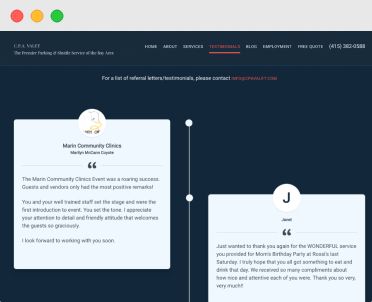 C.P.A. VALET
The Premier Parking & Shuttle Service of the Bay Area
HOME ABOUT SERVICES TESTIMONIALS BLOG EMPLOYMENT FREE QUOTE (415) 382-0588
For a list of referral letters/testimonials, please contact INFO@CPAVALET.COM
Marin Community Clinics
Marilyn McCann Coyote
“
The Marin Community Clinics Event was a roaring success.
Guests and vendors only had the most positive remarks!
You and your well trained staff set the stage and were the
first introduction to event. You set the tone. I appreciate
your attention to detail and friendly attitude that welcomes
the guests so graciously.
I look forward to working with you soon.
J
Janet
“
Just wanted to thank you again for the WONDERFUL service
you provided for Morris Birthday Party at Rossi's last
Saturday. I truly hope that you all got something to eat and
drink that day. We received so many compliments about
how nice and attentive each of you were. Thank you so very,
very much!!